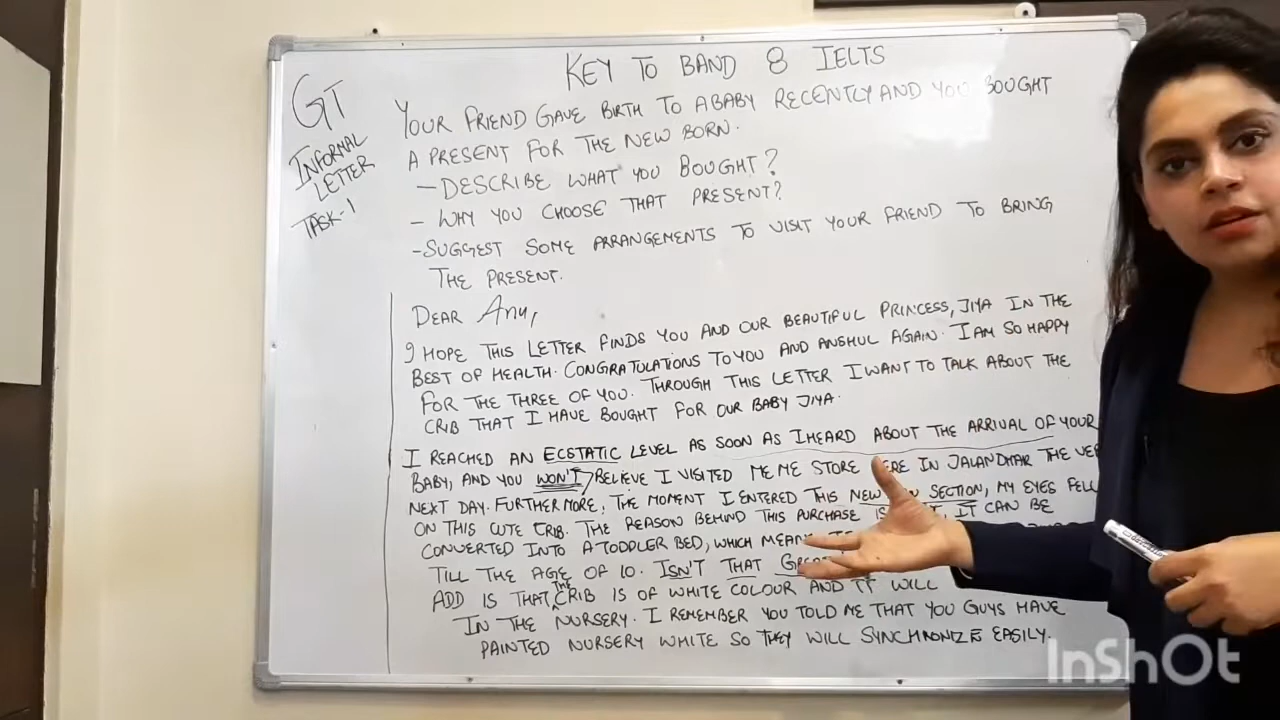 KEY TO BAND 8 IELTS
GT
INFORMAL
LETTER
TASK-1
YOUR FRIEND GAVE BIRTH TO A BABY RECENTLY AND YOU BOUGHT
A PRESENT FOR THE NEW BORN.
- DESCRIBE WHAT YOU BOUGHT?
- WHY YOU CHOOSE THAT PRESENT?
- SUGGEST SOME ARRANGEMENTS TO VISIT YOUR FRIEND TO BRING
THE PRESENT.
DEAR Anu,
I HOPE THIS LETTER FINDS YOU AND OUR BEAUTIFUL PRINCESS, JIYA IN THE
BEST OF HEALTH. CONGRATULATIONS TO YOU AND ANSHUL AGAIN. I AM SO HAPPY
FOR THE THREE OF YOU. THROUGH THIS LETTER I WANT TO TALK ABOUT THE
CRIB THAT I HAVE BOUGHT FOR OUR BABY JIYA.
I REACHED AN ECSTATIC LEVEL AS SOON AS I HEARD ABOUT THE ARRIVAL OF YOUR
BABY, AND YOU WON'T BELIEVE I VISITED ME ME STORE HERE IN JALANDHAR THE
NEXT DAY. FURTHERMORE, THE MOMENT I ENTERED THIS NEW SECTION, MY EYES FELL
ON THIS CUTE CRIB. THE REASON BEHIND THIS PURCHASE IS IT CAN BE
CONVERTED INTO A TODDLER BED, WHICH
TILL THE AGE OF 10. ISN'T THAT
ADD IS THAT THE CRIB IS OF WHITE COLOUR AND IT WILL
IN THE NURSERY. I REMEMBER YOU TOLD ME THAT YOU GUYS HAVE
PAINTED NURSERY WHITE SO THEY WILL SYNCHRONIZE EASILY.
InShOt